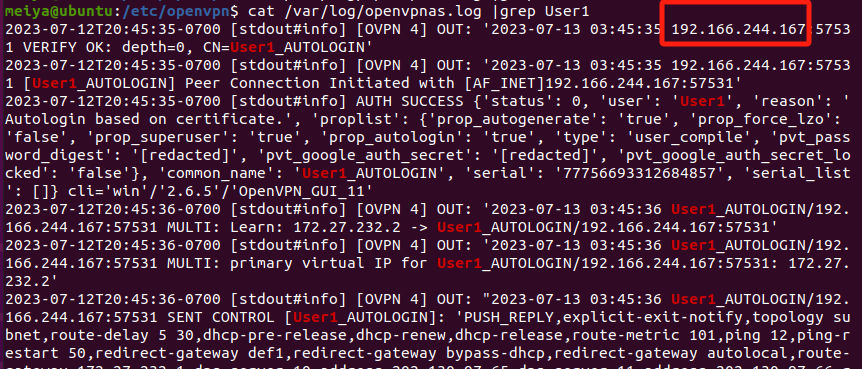 meiya@ubuntu:/etc/openvpn$ cat /var/log/openvpnas.log |grep User1
2023-07-12T20:45:35-0700 [stdout#info] [OVPN 4] OUT: '2023-07-13 03:45:35 192.166.244.167:5753
1 VERIFY OK: depth=0, CN=User1_AUTOLOGIN'
2023-07-12T20:45:35-0700 [stdout#info] [OVPN 4] OUT: '2023-07-13 03:45:35 192.166.244.167:5753
1 [User1_AUTOLOGIN] Peer Connection Initiated with [AF_INET]192.166.244.167:57531'
2023-07-12T20:45:35-0700 [stdout#info] AUTH SUCCESS {'status': 0, 'user': 'User1', 'reason': '
Autologin based on certificate.', 'proplist': {'prop_autogenerate': 'true', 'prop_force_lzo':
'false', 'prop_superuser': 'true', 'prop_autologin': 'true', 'type': 'user_compile', 'pvt_pass
word_digest': '[redacted]', 'pvt_google_auth_secret': '[redacted]', 'pvt_google_auth_secret_lo
cked': 'false'}, 'common_name': 'User1_AUTOLOGIN', 'serial': '77756693312684857', 'serial_list
': []} cli='win'/'2.6.5'/'OpenVPN_GUI_11'
2023-07-12T20:45:36-0700 [stdout#info] [OVPN 4] OUT: '2023-07-13 03:45:36 User1_AUTOLOGIN/192.
166.244.167:57531 MULTI: Learn: 172.27.232.2 -> User1_AUTOLOGIN/192.166.244.167:57531'
2023-07-12T20:45:36-0700 [stdout#info] [OVPN 4] OUT: '2023-07-13 03:45:36 User1_AUTOLOGIN/192.
166.244.167:57531 MULTI: primary virtual IP for User1_AUTOLOGIN/192.166.244.167:57531: 172.27.
232.2'
2023-07-12T20:45:36-0700 [stdout#info] [OVPN 4] OUT: "2023-07-13 03:45:36 User1_AUTOLOGIN/192.
166.244.167:57531 SENT CONTROL [User1_AUTOLOGIN]: 'PUSH_REPLY,explicit-exit-notify,topology su
bnet,route-delay 5 30,dhcp-pre-release,dhcp-renew,dhcp-release,route-metric 101,ping 12,ping-r
estart 50,redirect-gateway def1,redirect-gateway bypass-dhcp,redirect-gateway autolocal,route-